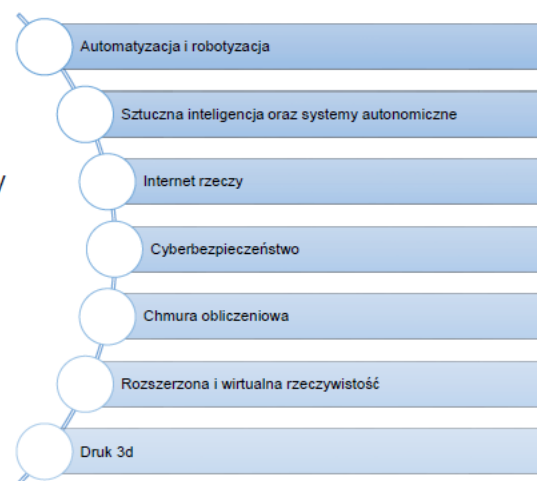 Automatyzacja i robotyzacja
Sztuczna inteligencja oraz systemy autonomiczne
Internet rzeczy
Cyberbezpieczeństwo
Chmura obliczeniowa
Rozszerzona i wirtualna rzeczywistość
Druk 3d